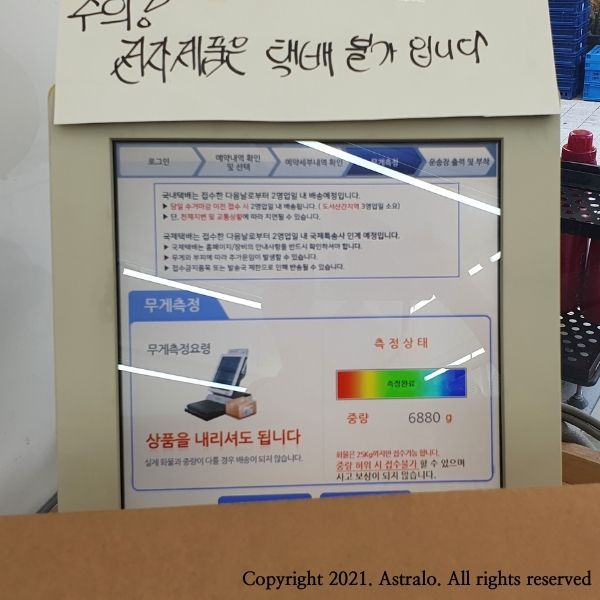 주의!
전자제품은 택배 불가 입니다
로그인
예약내역 확인
및 선택
예약세부내역 확인
무게측정
운송장 출력 및 부착
국내택배는 접수한 다음날로부터 2영업일 내 배송예정입니다.
▶ 당일 수거마감 이전 접수 시 2영업일 내 배송됩니다. ( 도서산간지역 3영업일 소요)
▶ 단, 천재지변 및 교통상황에 따라 지연될 수 있습니다.
국제택배는 접수한 다음날로부터 2영업일 내 국제특송사 인계 예정입니다.
▶ 국제택배는 홈페이지/장비의 안내사항을 반드시 확인하셔야 합니다.
▶ 무게와 부피에 따라 추가운임이 발생할 수 있습니다.
▶ 접수금지품목 또는 발송국 제한으로 인해 반송될 수 있습니다.
무게측정
무게측정요령
상품을 내리셔도 됩니다
실제 화물과 중량이 다를 경우 배송이 되지 않습니다.
측정상태
측정완료
중량 6880 g
화물은 25Kg까지만 접수가능 합니다.
중량 허위 시 접수불가 할 수 있으며
사고 보상이 되지 않습니다.
Copyright 2021. Astralo. All rights reserved